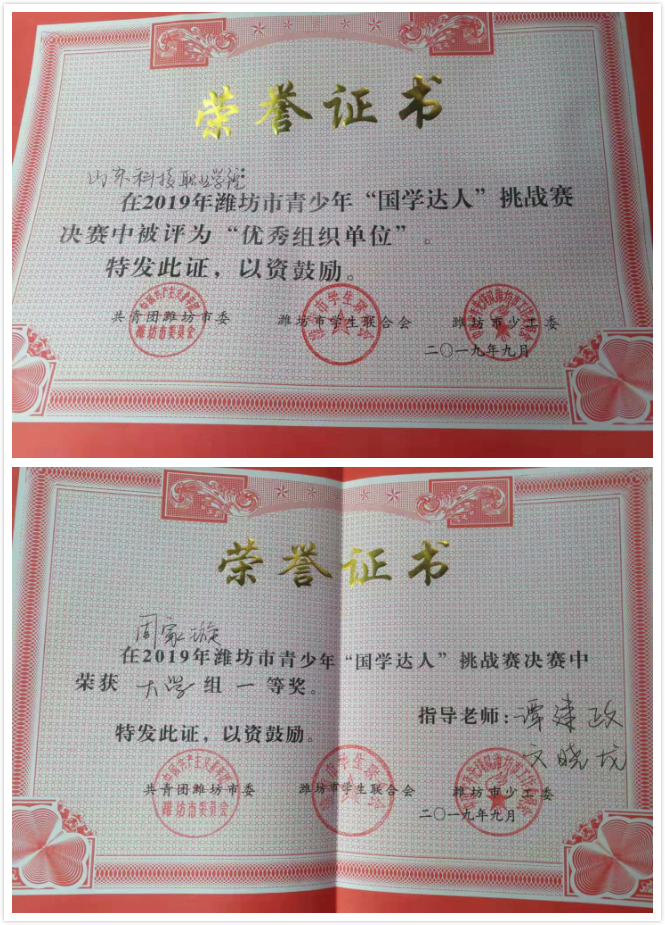 荣誉证书
山东科技职业学院
在2019年潍坊市青少年“国学达人”挑战赛
决赛中被评为“优秀组织单位”。
特发此证，以资鼓励。
共青团潍坊市委 潍坊市学生联合会 潍坊市少工委
二〇一九年九月
荣誉证书
周家璇
在2019年潍坊市青少年“国学达人”挑战赛决赛中
荣获 大学 组 一 等奖。
指导老师：谭建政
特发此证，以资鼓励。
共青团潍坊市委 潍坊市学生联合会 潍坊市少工委
二〇一九年九月